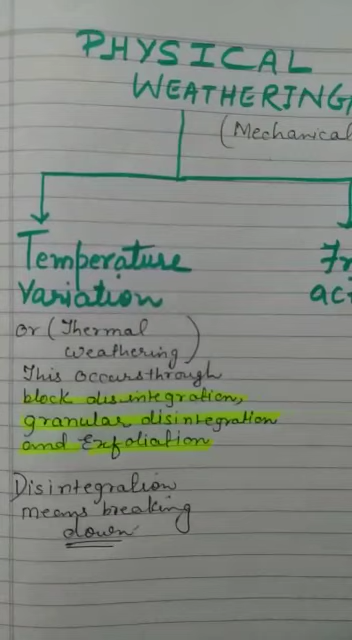 PHYSICAL
WEATHERING
(Mechanical
Temperature
Variation
or (Thermal
weathering)
This occurs through
block disintegration,
granular disintegration
and Exfoliation
Disintegration
means breaking
down